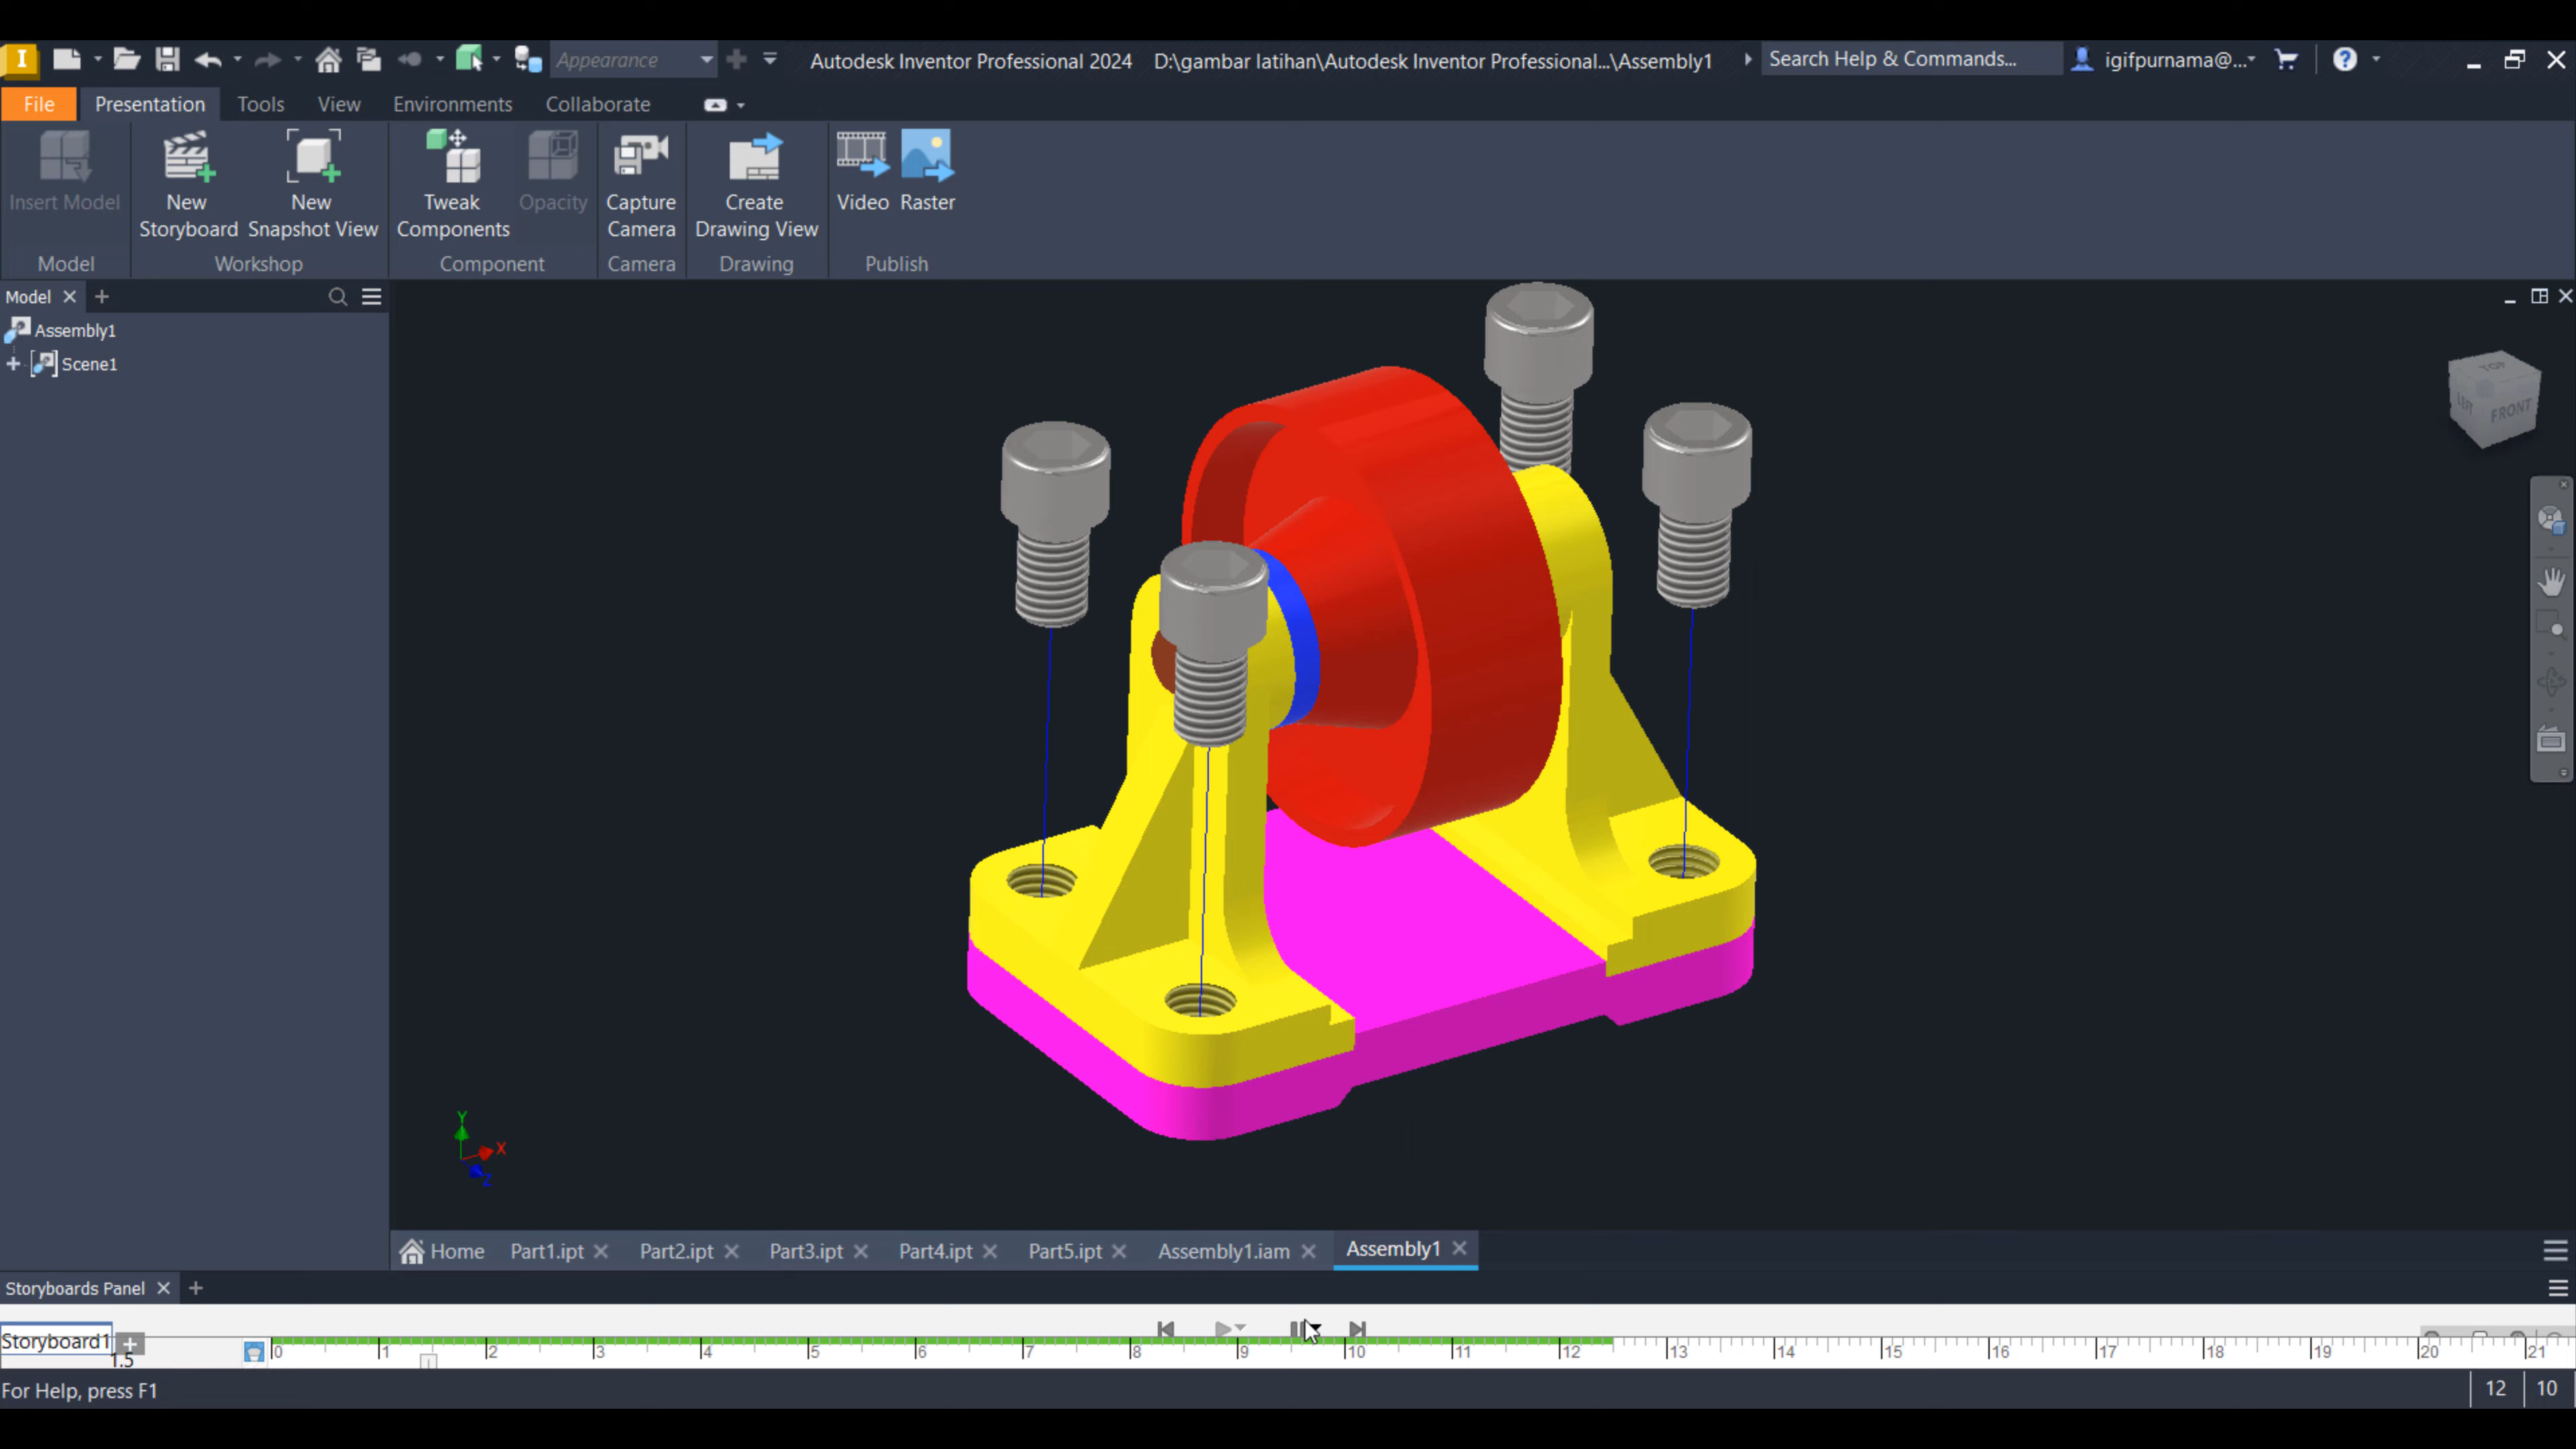 I Appearance Autodesk Inventor Professional 2024 D:\gambar latihan\Autodesk Inventor Professional...\Assembly1 Search Help & Commands... igifpurnama@... ?
File Presentation Tools View Environments Collaborate
Insert Model New Storyboard New Snapshot View Tweak Components Opacity Capture Camera Create Drawing View Video Raster
Model Workshop Component Camera Drawing Publish
Model
Assembly1
Scene1
TOP
LEFT FRONT
Y
X
Z
Home Part1.ipt Part2.ipt Part3.ipt Part4.ipt Part5.ipt Assembly1.iam Assembly1
Storyboards Panel
Storyboard1
1.5
0 1 2 3 4 5 6 7 8 9 10 11 12 13 14 15 16 17 18 19 20 21
For Help, press F1 12 10